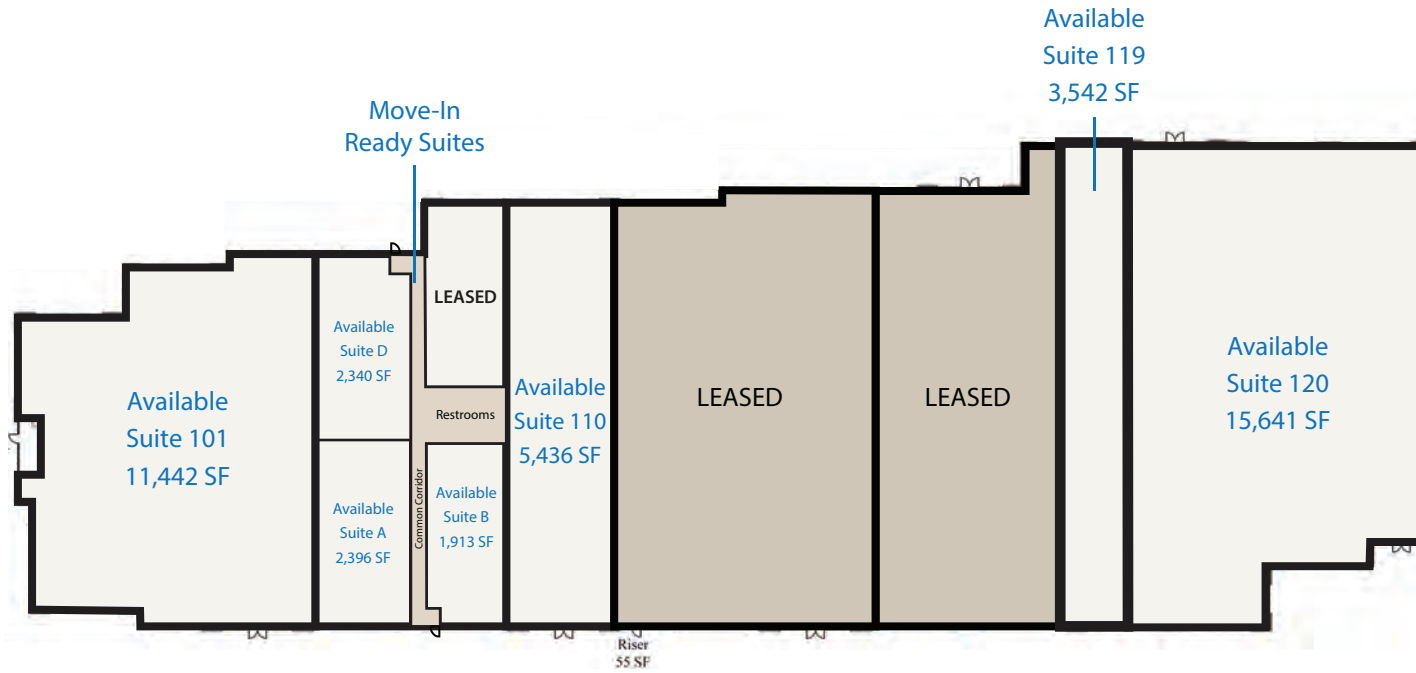 Available
Suite 119
3,542 SF
Move-In
Ready Suites
LEASED
Available
Suite D
2,340 SF
Available
Suite 101
11,442 SF
Restrooms
Available
Suite 110
5,436 SF
LEASED
LEASED
Available
Suite 120
15,641 SF
Available
Suite A
2,396 SF
Common Corridor
Available
Suite B
1,913 SF
Riser
55 SF